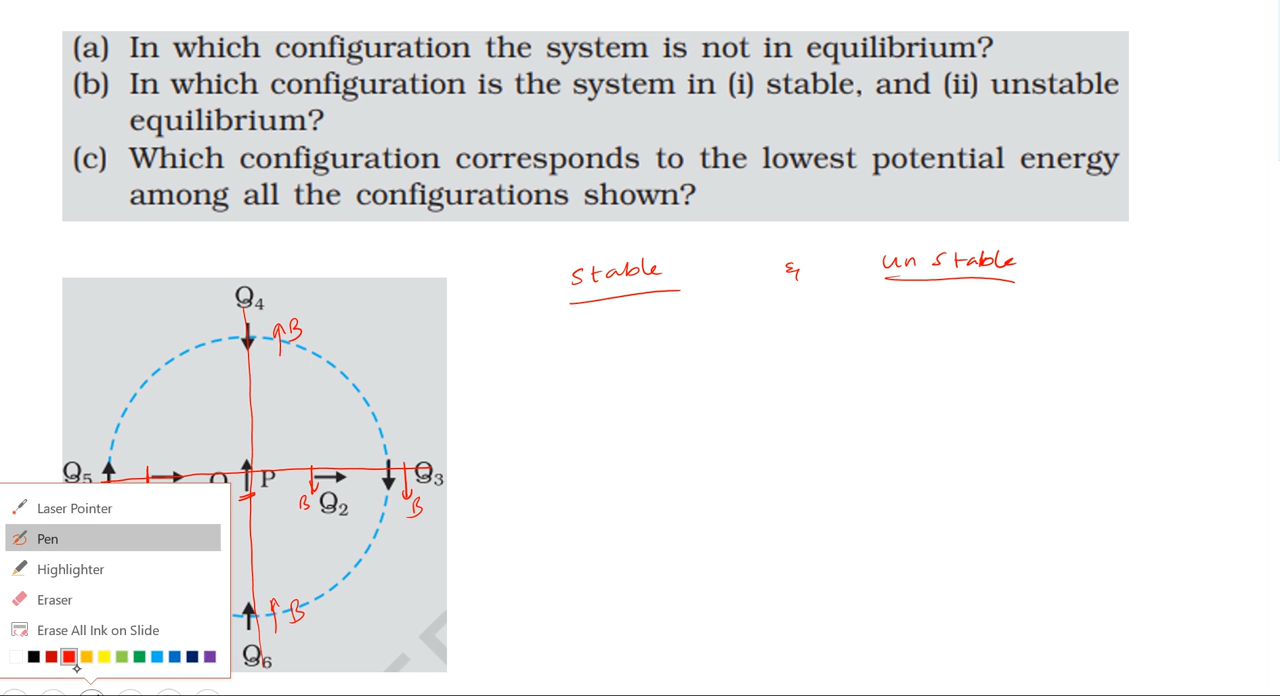 (a) In which configuration the system is not in equilibrium?
(b) In which configuration is the system in (i) stable, and (ii) unstable
equilibrium?
(c) Which configuration corresponds to the lowest potential energy
among all the configurations shown?
stable & unstable
Q4
B
Q5
P
Q3
B
Q2
B
B
Q6
Laser Pointer
Pen
Highlighter
Eraser
Erase All Ink on Slide